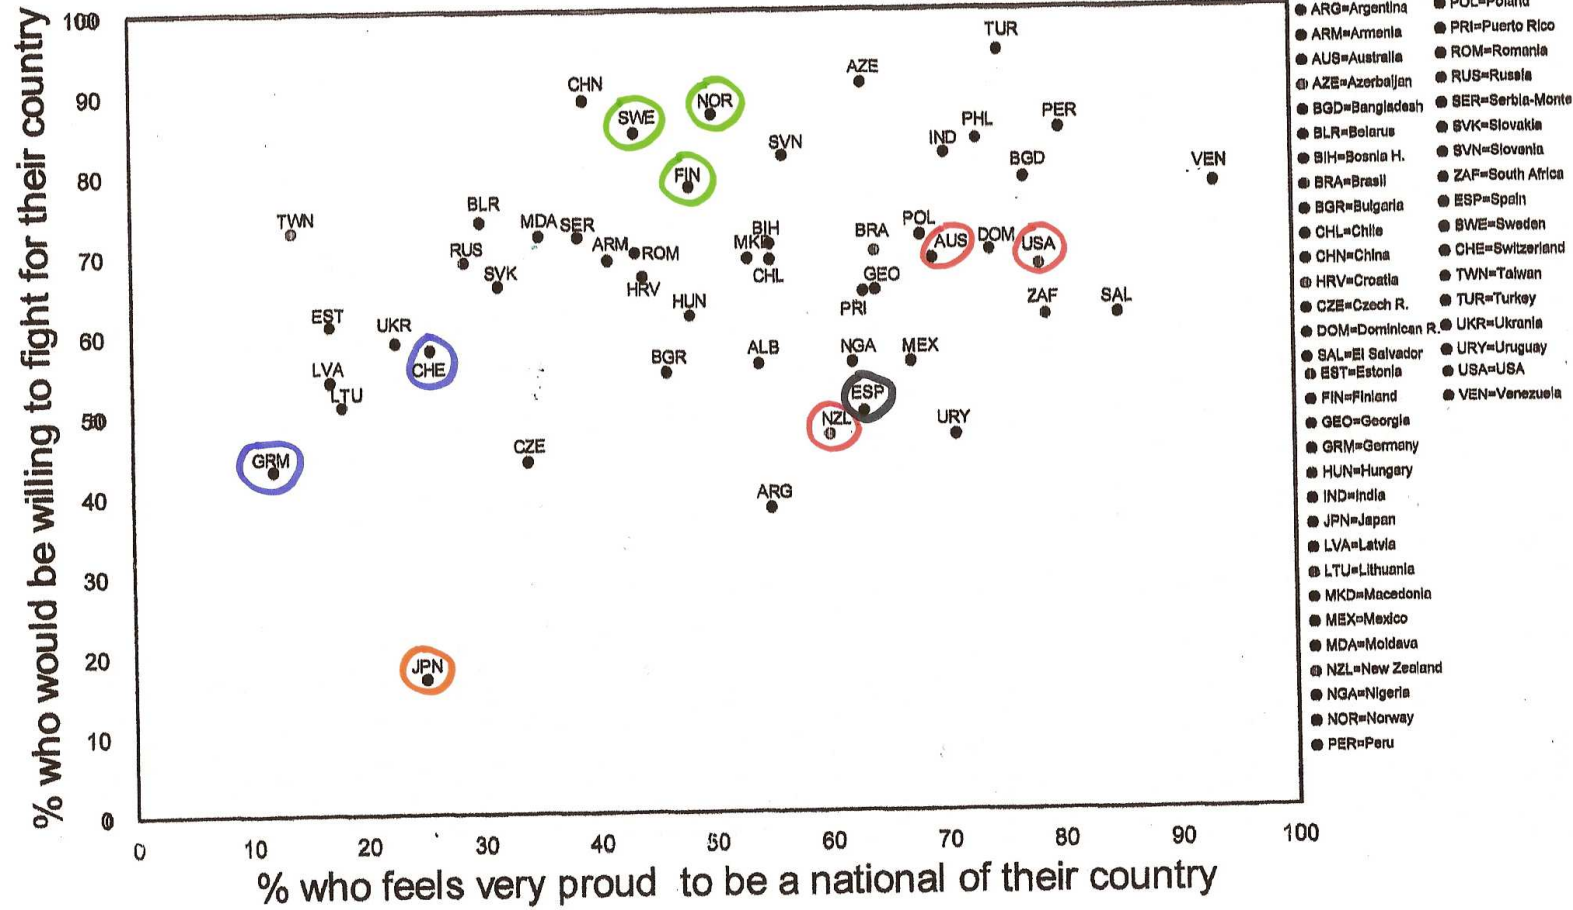 % who would be willing to fight for their country
100
90
80
70
60
50
40
30
20
10
0
0 10 20 30 40 50 60 70 80 90 100
% who feels very proud to be a national of their country
TUR
AZE
CHN
NOR
SWE
PER
PHL
IND
SVN
BGD
VEN
FIN
TWN
BLR
MDA
SER
BIH
BRA
POL
AUS
DOM
USA
RUS
ARM
ROM
MKD
CHL
SVK
HRV
GEO
PRI
ZAF
SAL
HUN
EST
UKR
CHE
BGR
ALB
NGA
MEX
LVA
LTU
ESP
NZL
URY
CZE
GRM
ARG
JPN
ARG=Argentina
ARM=Armenia
AUS=Australia
AZE=Azerbaijan
BGD=Bangladesh
BLR=Belarus
BIH=Bosnia H.
BRA=Brasil
BGR=Bulgaria
CHL=Chile
CHN=China
HRV=Croatia
CZE=Czech R.
DOM=Dominican R.
SAL=El Salvador
EST=Estonia
FIN=Finland
GEO=Georgia
GRM=Germany
HUN=Hungary
IND=India
JPN=Japan
LVA=Latvia
LTU=Lithuania
MKD=Macedonia
MEX=Mexico
MDA=Moldava
NZL=New Zealand
NGA=Nigeria
NOR=Norway
PER=Peru
POL=Poland
PRI=Puerto Rico
ROM=Romania
RUS=Russia
SER=Serbia-Monte
SVK=Slovakia
SVN=Slovenia
ZAF=South Africa
ESP=Spain
SWE=Sweden
CHE=Switzerland
TWN=Taiwan
TUR=Turkey
UKR=Ukrania
URY=Uruguay
USA=USA
VEN=Venezuela